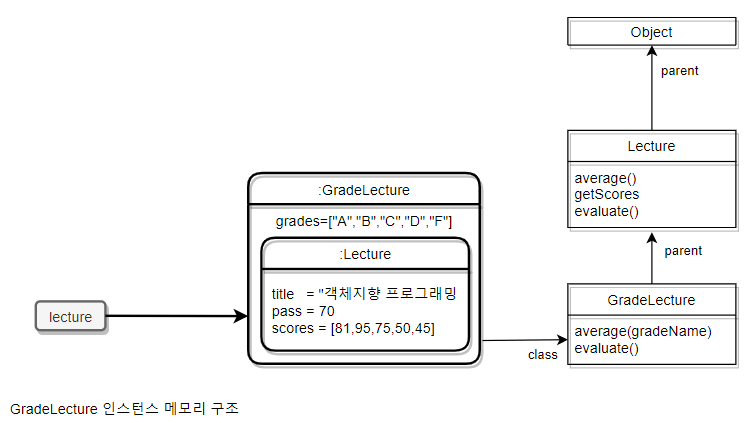 Object
parent
Lecture
average()
getScores
evaluate()
parent
GradeLecture
average(gradeName)
evaluate()
class
:GradeLecture
grades=["A","B","C","D","F"]
:Lecture
title = "객체지향 프로그래밍
pass = 70
scores = [81,95,75,50,45]
lecture
GradeLecture 인스턴스 메모리 구조